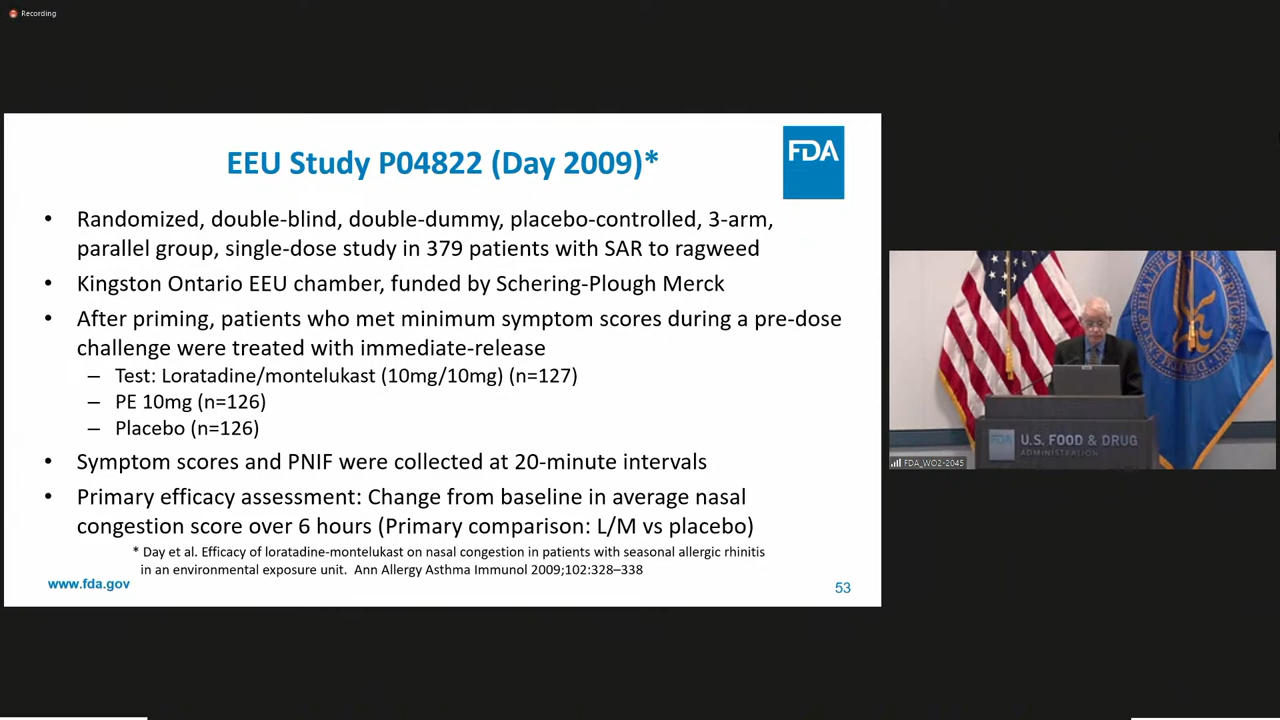 Recording
EEU Study P04822 (Day 2009)*
FDA
• Randomized, double-blind, double-dummy, placebo-controlled, 3-arm,
parallel group, single-dose study in 379 patients with SAR to ragweed
• Kingston Ontario EEU chamber, funded by Schering-Plough Merck
• After priming, patients who met minimum symptom scores during a pre-dose
challenge were treated with immediate-release
– Test: Loratadine/montelukast (10mg/10mg) (n=127)
– PE 10mg (n=126)
– Placebo (n=126)
• Symptom scores and PNIF were collected at 20-minute intervals
• Primary efficacy assessment: Change from baseline in average nasal
congestion score over 6 hours (Primary comparison: L/M vs placebo)
* Day et al. Efficacy of loratadine-montelukast on nasal congestion in patients with seasonal allergic rhinitis
in an environmental exposure unit. Ann Allergy Asthma Immunol 2009;102:328–338
www.fda.gov
53
FDA
U.S. FOOD & DRUG
ADMINISTRATION
FDA_WO2-2045